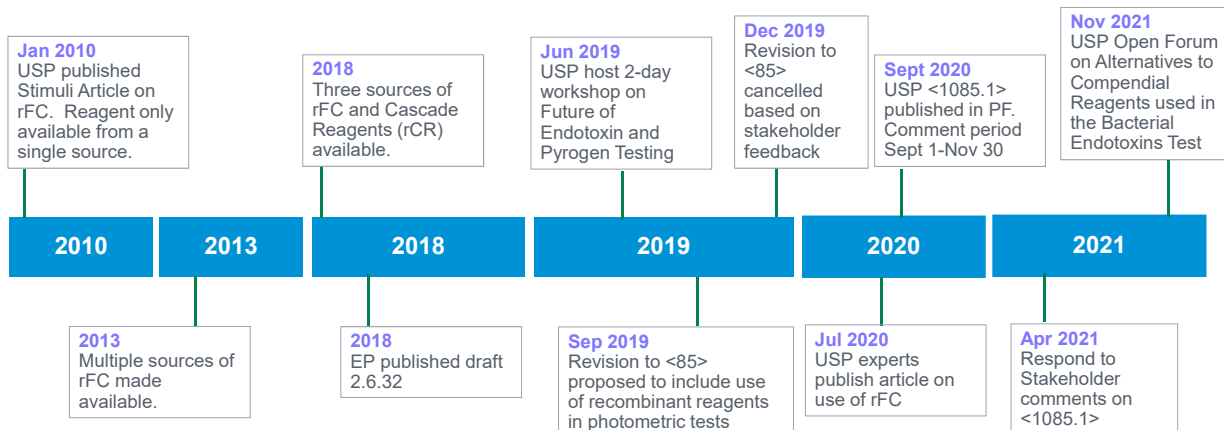 Jan 2010
USP published
Stimuli Article on
rFC.  Reagent only
available from a
single source.
2018
Three sources of
rFC and Cascade
Reagents (rCR)
available.
Jun 2019
USP host 2-day
workshop on
Future of
Endotoxin and
Pyrogen Testing
Dec 2019
Revision to
<85>
cancelled
based on
stakeholder
feedback
Sept 2020
USP <1085.1>
published in PF.
Comment period
Sept 1-Nov 30
Nov 2021
USP Open Forum
on Alternatives to
Compendial
Reagents used in
the Bacterial
Endotoxins Test
2010
2013
2018
2019
2020
2021
2013
Multiple sources of
rFC made
available.
2018
EP published draft
2.6.32
Sep 2019
Revision to <85>
proposed to include use
of recombinant reagents
in photometric tests
Jul 2020
USP experts
publish article on
use of rFC
Apr 2021
Respond to
Stakeholder
comments on
<1085.1>